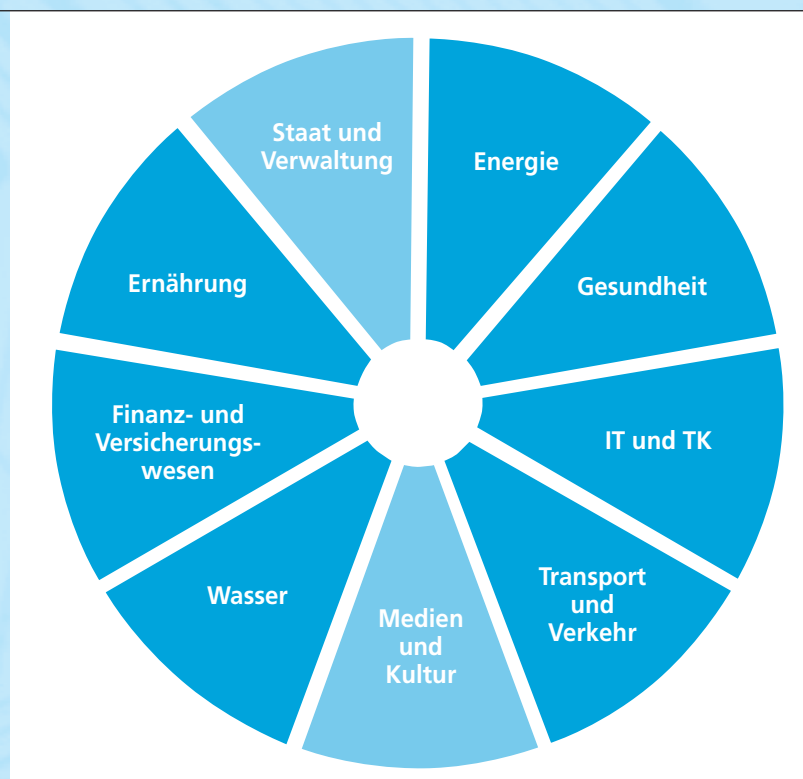 Staat und
Verwaltung
Energie
Gesundheit
IT und TK
Transport
und
Verkehr
Medien
und
Kultur
Wasser
Finanz- und
Versicherungs-
wesen
Ernährung